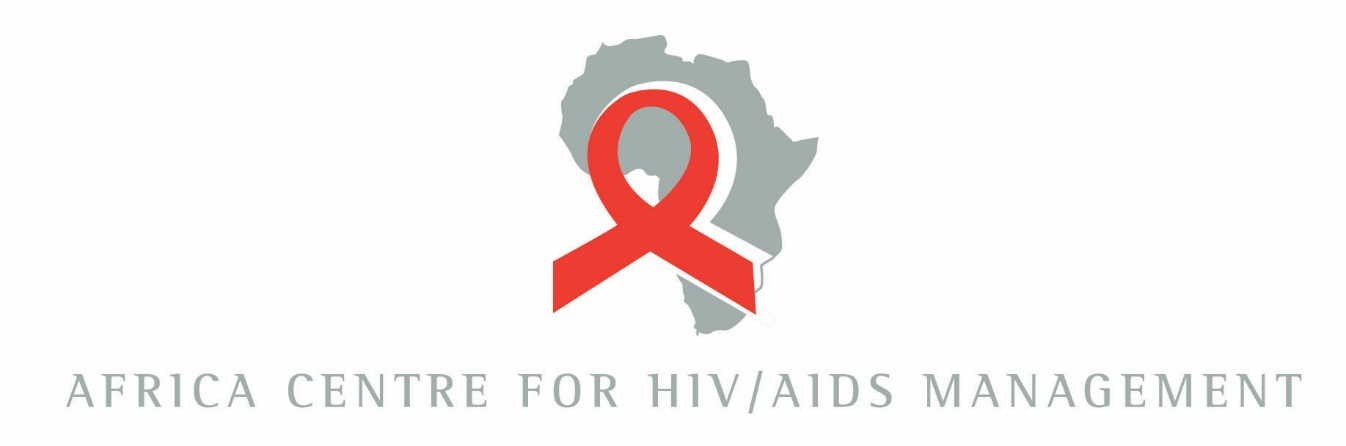 AFRICA CENTRE FOR HIV/AIDS MANAGEMENT